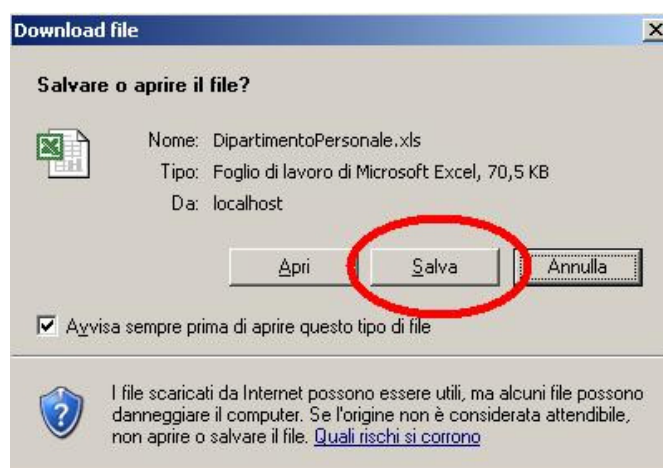 Download file
Salvare o aprire il file?
Nome: DipartimentoPersonale.xls
Tipo: Foglio di lavoro di Microsoft Excel, 70,5 KB
Da: localhost
Apri Salva Annulla
Avvisa sempre prima di aprire questo tipo di file
I file scaricati da Internet possono essere utili, ma alcuni file possono
danneggiare il computer. Se l'origine non è considerata attendibile,
non aprire o salvare il file. Quali rischi si corrono